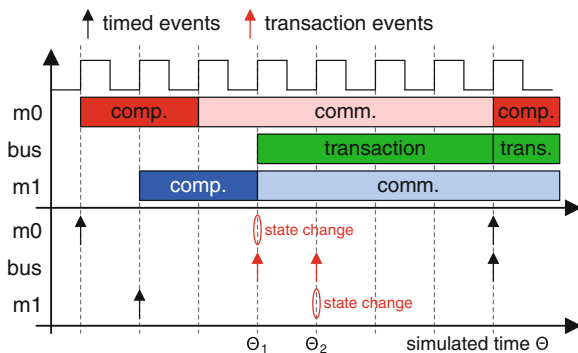 timed events transaction events
m0 comp. comm. comp.
bus transaction trans.
m1 comp. comm.
m0 state change
bus
m1 state change
Θ1 Θ2 simulated time Θ